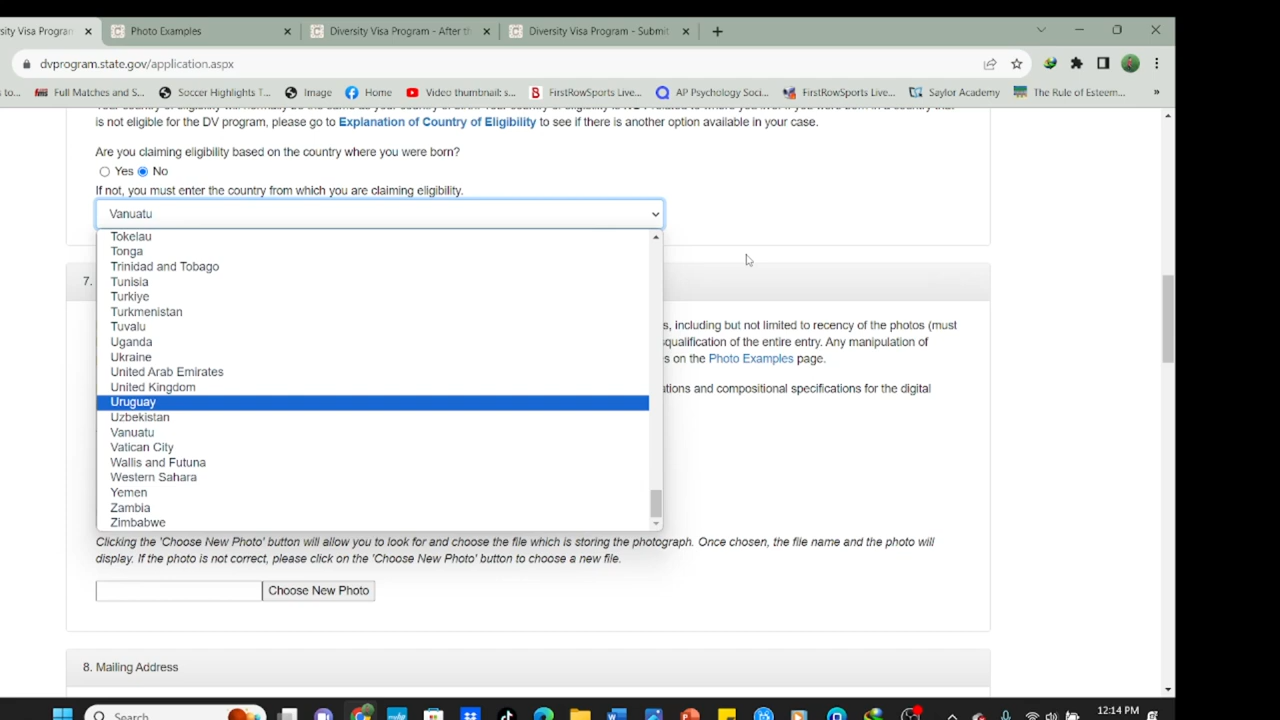 sity Visa Program
Photo Examples
Diversity Visa Program - After th
Diversity Visa Program - Submit
dvprogram.state.gov/application.aspx
to...
Full Matches and S...
Soccer Highlights T...
Image
Home
Video thumbnail: s...
FirstRowSports Live...
AP Psychology Soci...
FirstRowSports Live...
Saylor Academy
The Rule of Esteem...
»
is not eligible for the DV program, please go to Explanation of Country of Eligibility to see if there is another option available in your case.
Are you claiming eligibility based on the country where you were born?
Yes No
If not, you must enter the country from which you are claiming eligibility.
Vanuatu
Tokelau
Tonga
Trinidad and Tobago
Tunisia
Turkiye
Turkmenistan
Tuvalu
Uganda
Ukraine
United Arab Emirates
United Kingdom
Uruguay
Uzbekistan
Vanuatu
Vatican City
Wallis and Futuna
Western Sahara
Yemen
Zambia
Zimbabwe
7.
s, including but not limited to recency of the photos (must
squalification of the entire entry. Any manipulation of
s on the Photo Examples page.
ations and compositional specifications for the digital
Clicking the 'Choose New Photo' button will allow you to look for and choose the file which is storing the photograph. Once chosen, the file name and the photo will
display. If the photo is not correct, please click on the 'Choose New Photo' button to choose a new file.
Choose New Photo
8. Mailing Address
Search
12:14 PM